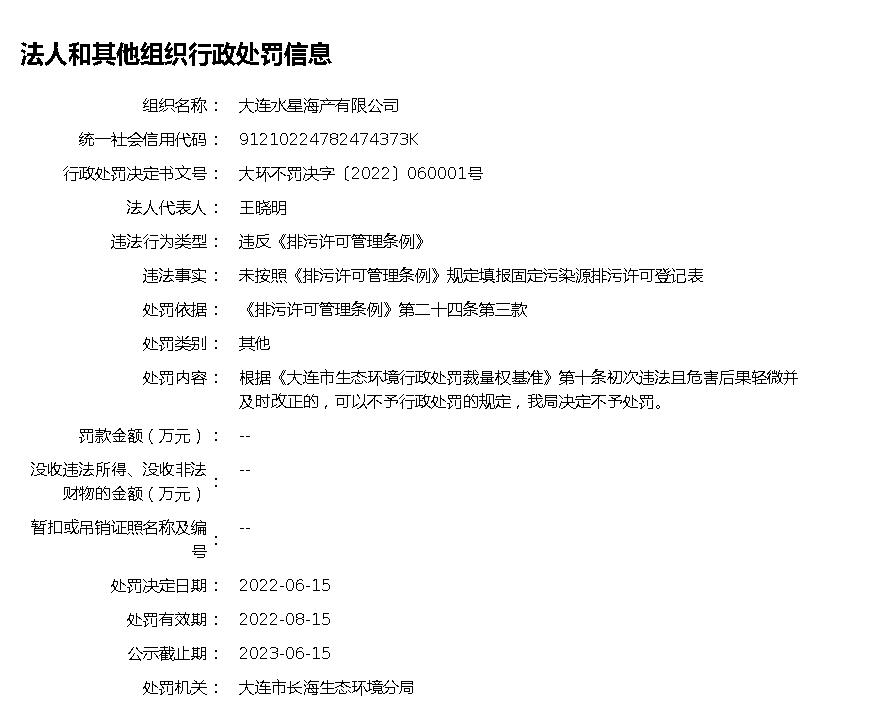 法人和其他组织行政处罚信息
组织名称： 大连水星海产有限公司
统一社会信用代码： 91210224782474373K
行政处罚决定书文号： 大环不罚决字〔2022〕060001号
法人代表人： 王晓明
违法行为类型： 违反《排污许可管理条例》
违法事实： 未按照《排污许可管理条例》规定填报固定污染源排污许可登记表
处罚依据： 《排污许可管理条例》第二十四条第三款
处罚类别： 其他
处罚内容： 根据《大连市生态环境行政处罚裁量权基准》第十条初次违法且危害后果轻微并
及时改正的，可以不予行政处罚的规定，我局决定不予处罚。
罚款金额（万元）： --
没收违法所得、没收非法
财物的金额（万元）： --
暂扣或吊销证照名称及编
号： --
处罚决定日期： 2022-06-15
处罚有效期： 2022-08-15
公示截止期： 2023-06-15
处罚机关： 大连市长海生态环境分局